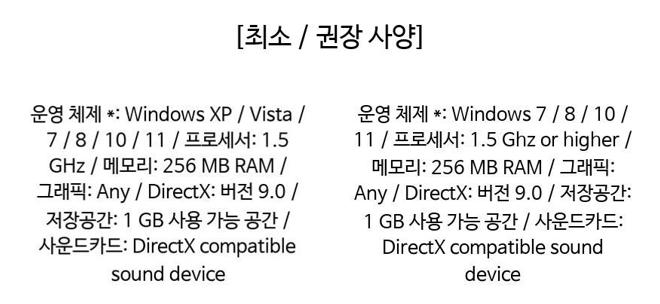 [최소 / 권장 사양]
운영 체제 *: Windows XP / Vista /
7 / 8 / 10 / 11 / 프로세서: 1.5
GHz / 메모리: 256 MB RAM /
그래픽: Any / DirectX: 버전 9.0 /
저장공간: 1 GB 사용 가능 공간 /
사운드카드: DirectX compatible
sound device
운영 체제 *: Windows 7 / 8 / 10 /
11 / 프로세서: 1.5 Ghz or higher /
메모리: 256 MB RAM / 그래픽:
Any / DirectX: 버전 9.0 / 저장공간:
1 GB 사용 가능 공간 / 사운드카드:
DirectX compatible sound
device